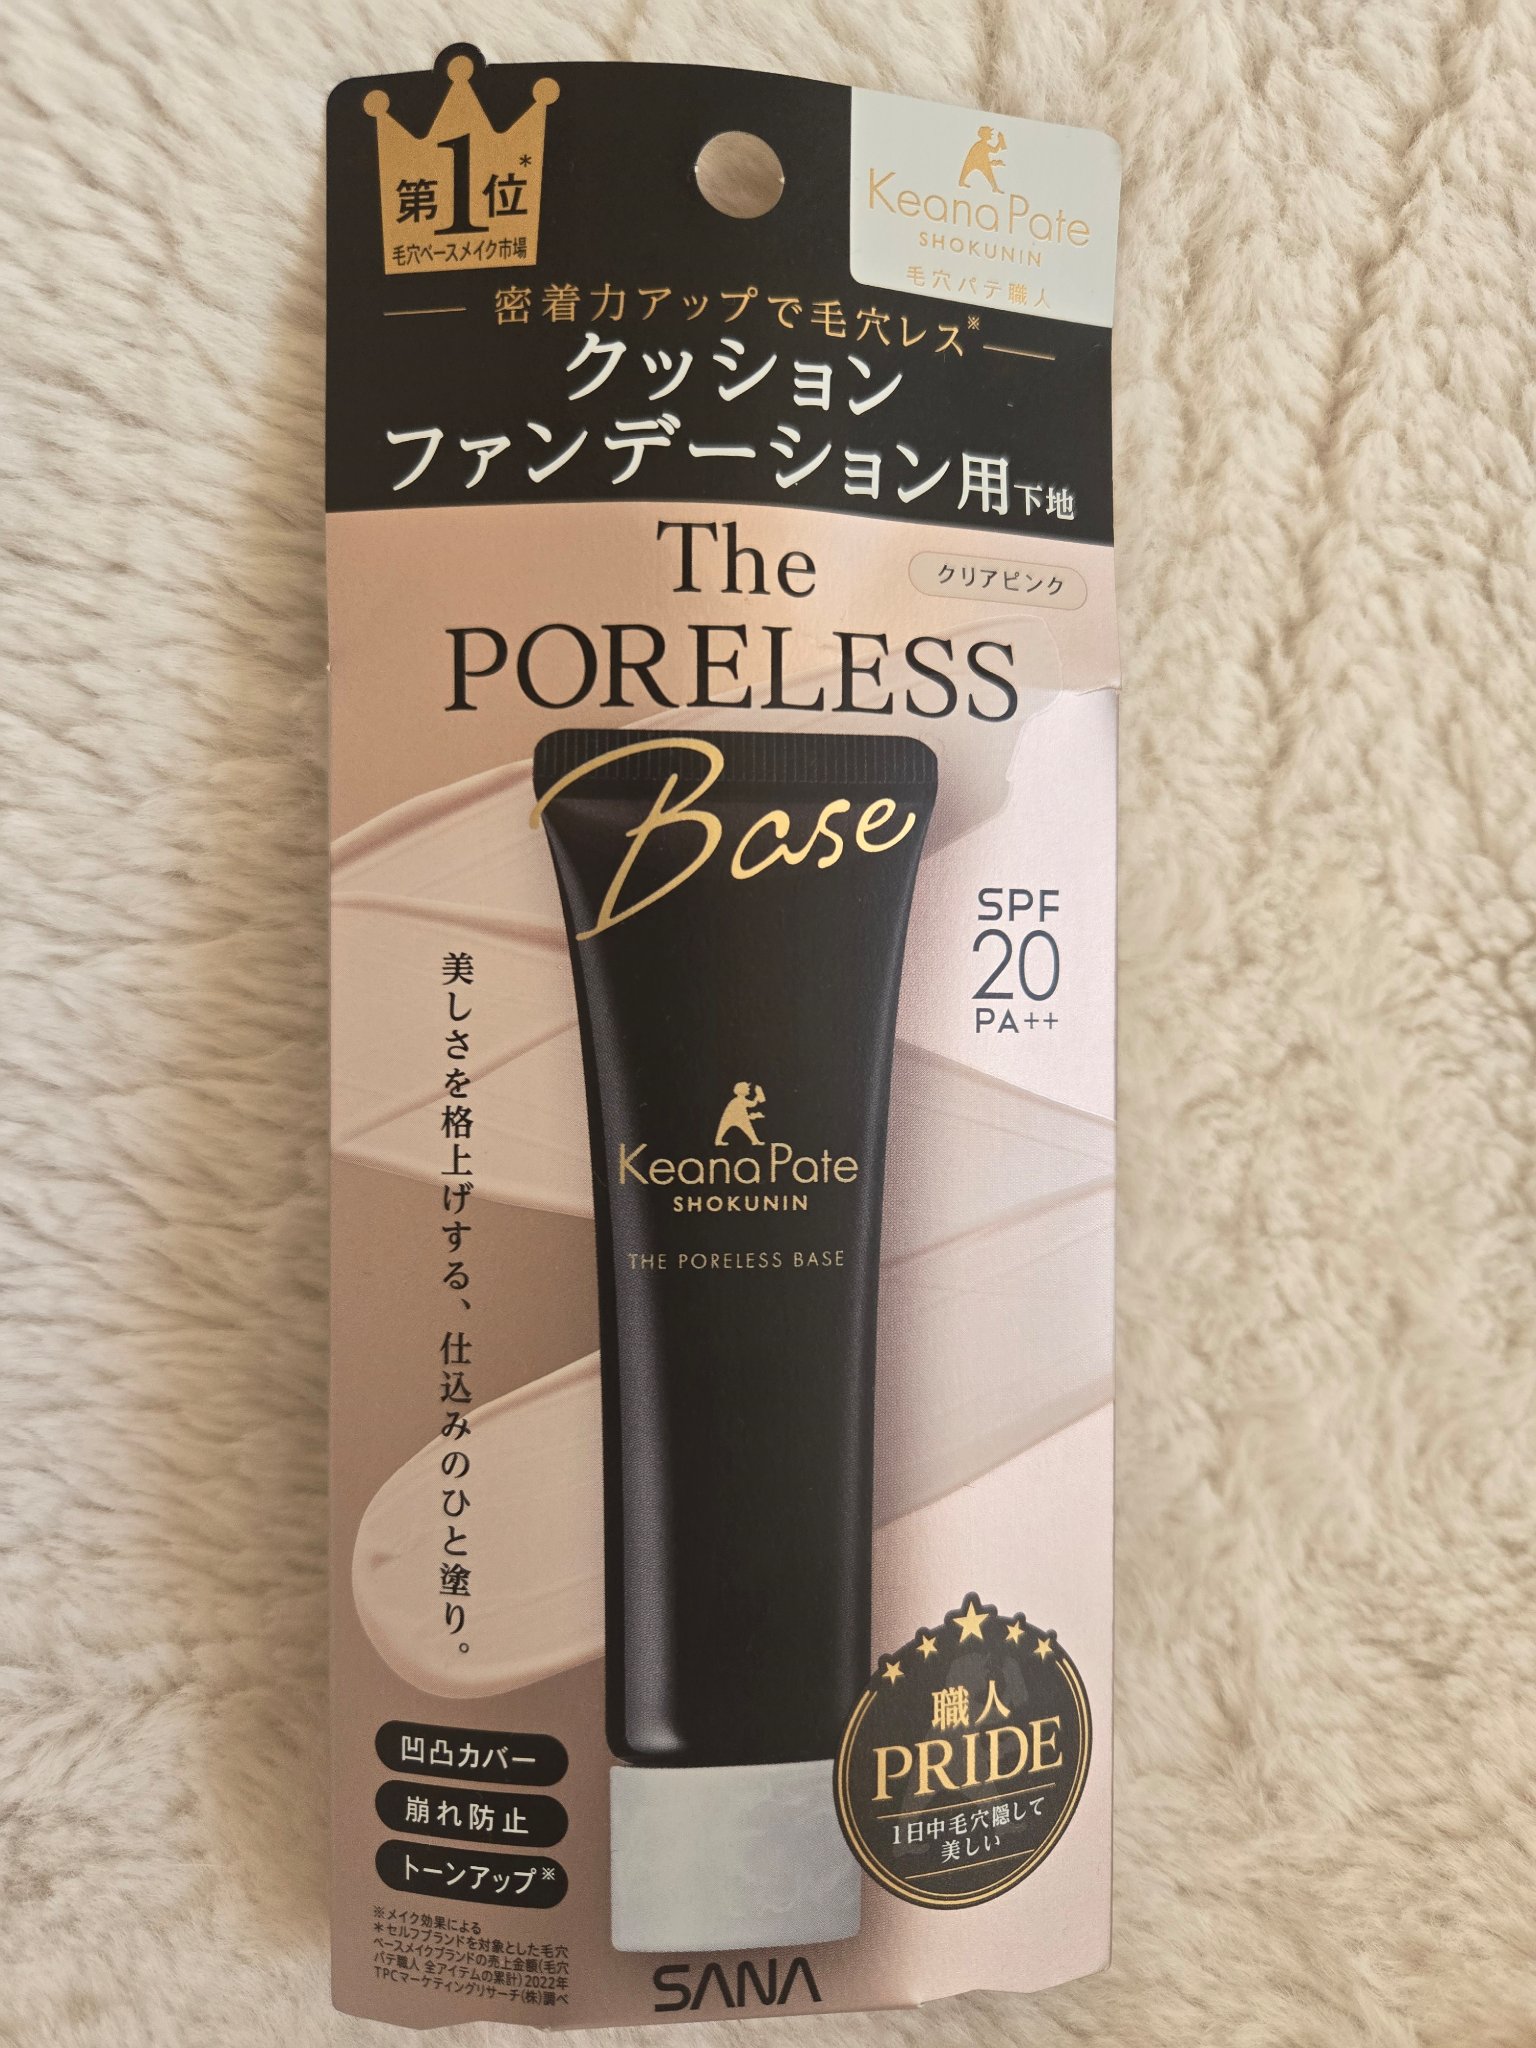 第1位*
毛穴ベースメイク市場
Keana Pate
SHOKUNIN
毛穴パテ職人
密着力アップで毛穴レス※
クッション
ファンデーション用下地
The
クリアピンク
PORELESS
Base
SPF
20
PA++
美しさを格上げする、仕込みのひと塗り。
Keana Pate
SHOKUNIN
THE PORELESS BASE
職人
PRIDE
1日中毛穴隠して
美しい
凹凸カバー
崩れ防止
トーンアップ※
※メイク効果による
*セルフブランドを対象とした毛穴
ベースメイクブランドの売上金額(毛穴
パテ職人 全アイテムの累計)2022年
TPCマーケティングリサーチ(株)調べ
SANA